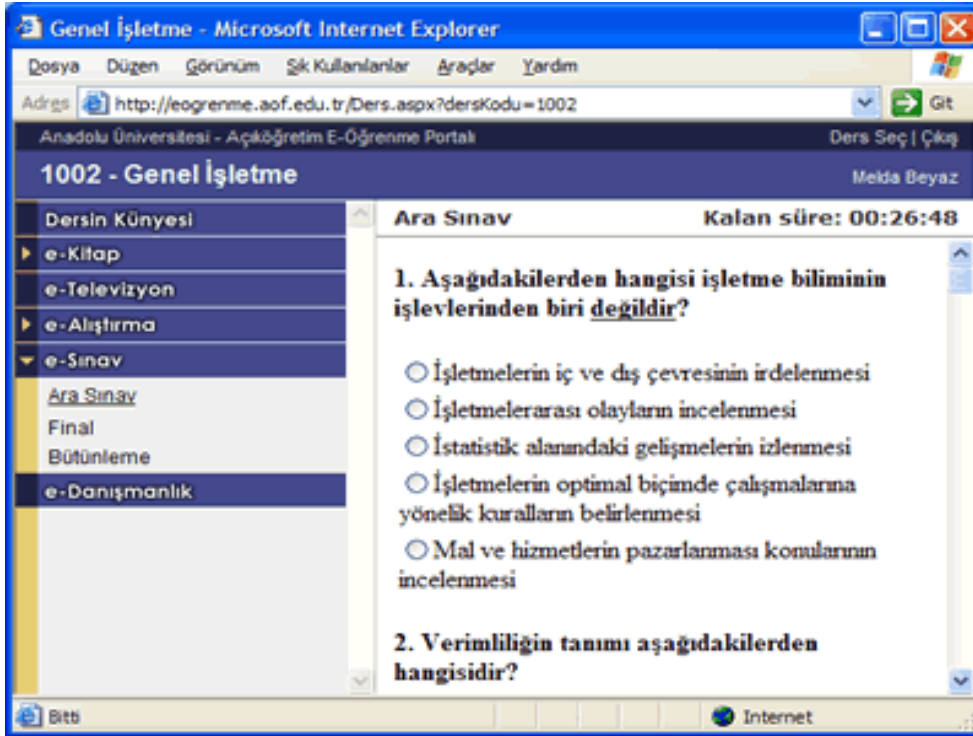 Genel İşletme - Microsoft Internet Explorer
Dosya Düzen Görünüm Sık Kullanılanlar Araçlar Yardım
Adres http://eogrenme.aof.edu.tr/Ders.aspx?dersKodu=1002 Git
Anadolu Üniversitesi - Açıköğretim E-Öğrenme Portalı Ders Seç | Çıkış
1002 - Genel İşletme Melda Beyaz
Dersin Künyesi
e-Kitap
e-Televizyon
e-Alıştırma
e-Sınav
Ara Sınav
Final
Bütünleme
e-Danışmanlık
Ara Sınav Kalan süre: 00:26:48
1. Aşağıdakilerden hangisi işletme biliminin
işlevlerinden biri değildir?
İşletmelerin iç ve dış çevresinin irdelenmesi
İşletmelerarası olayların incelenmesi
İstatistik alanındaki gelişmelerin izlenmesi
İşletmelerin optimal biçimde çalışmalarına
yönelik kuralların belirlenmesi
Mal ve hizmetlerin pazarlanması konularının
incelenmesi
2. Verimliliğin tanımı aşağıdakilerden
hangisidir?
Bitti Internet